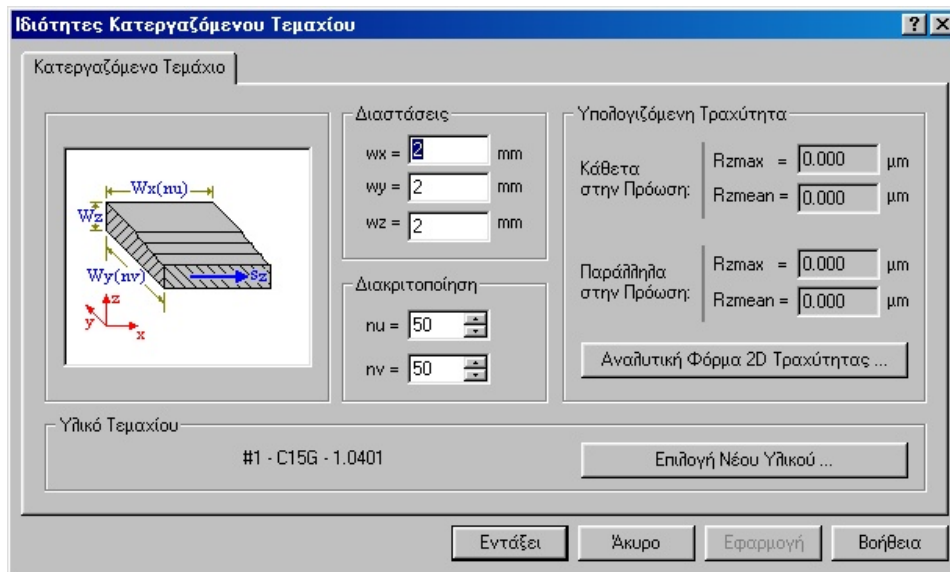 Ιδιότητες Κατεργαζόμενου Τεμαχίου
Κατεργαζόμενο Τεμάχιο
Wx(nu)
Wz
Wy(nv)
sz
z
y
x
Διαστάσεις
wx = 2 mm
wy = 2 mm
wz = 2 mm
Διακριτοποίηση
nu = 50
nv = 50
Υπολογιζόμενη Τραχύτητα
Κάθετα
στην Πρόωση:
Rzmax = 0.000 μm
Rzmean = 0.000 μm
Παράλληλα
στην Πρόωση:
Rzmax = 0.000 μm
Rzmean = 0.000 μm
Αναλυτική Φόρμα 2D Τραχύτητας ...
Υλικό Τεμαχίου
#1 - C15G - 1.0401
Επιλογή Νέου Υλικού ...
Εντάξει
Άκυρο
Εφαρμογή
Βοήθεια